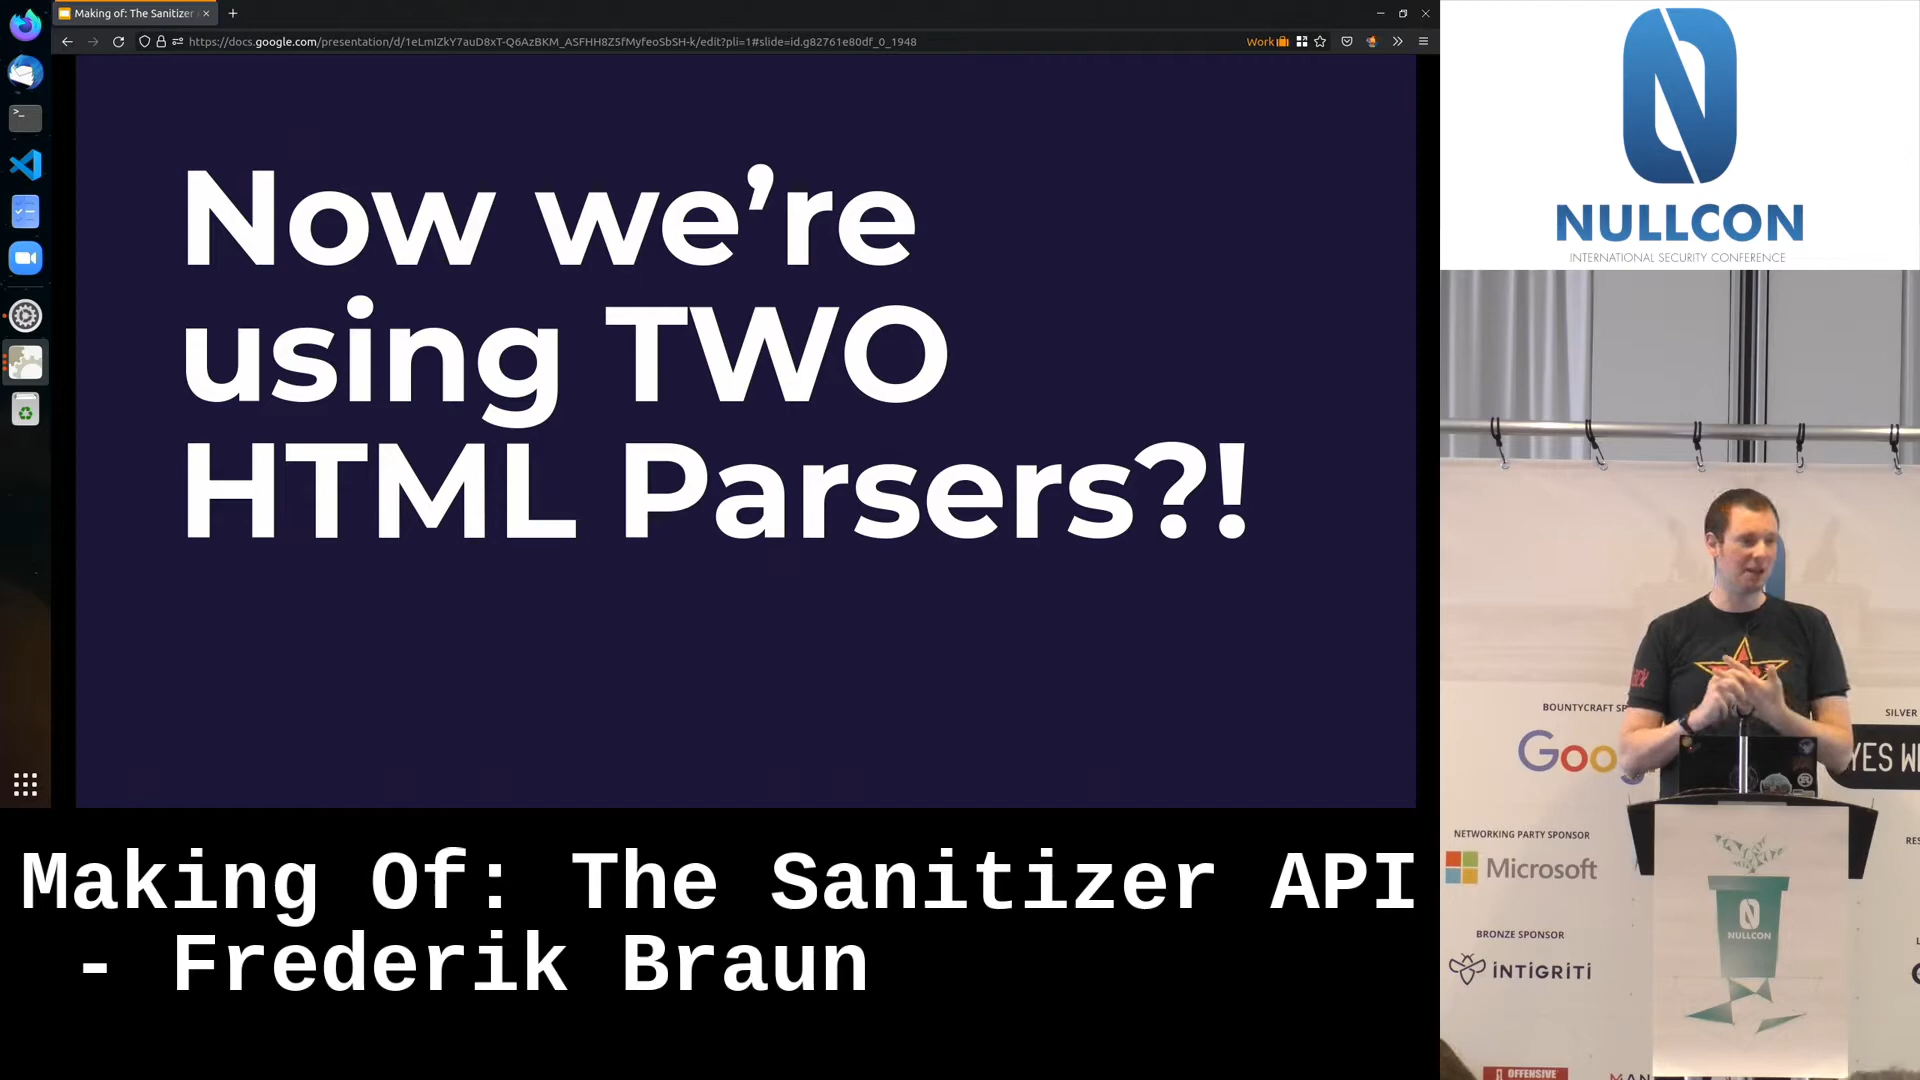 Making of: The Sanitizer
https://docs.google.com/presentation/d/1eLmIZkY7auD8xT-Q6AzBKM_ASFHH8Z5fMyfeoSbSH-k/edit?pli=1#slide=id.g82761e80df_0_1948
Work
Now we’re
using TWO
HTML Parsers?!
Making Of: The Sanitizer API
- Frederik Braun
NULLCON
INTERNATIONAL SECURITY CONFERENCE
BOUNTYCRAFT SP
SILVER
Goog
YES WE
NETWORKING PARTY SPONSOR
Microsoft
BRONZE SPONSOR
INTIGRITI
NULLCON
OFFENSIVE